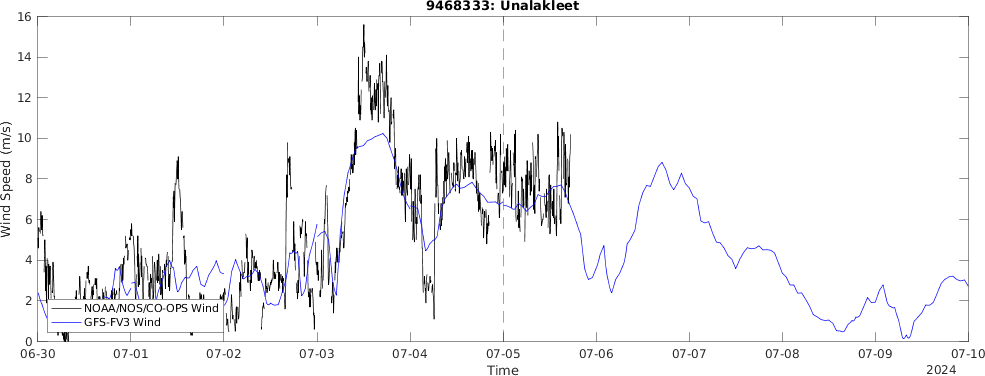 9468333: Unalakleet
16
14
12
10
8
6
4
2
0
Wind Speed (m/s)
NOAA/NOS/CO-OPS Wind
GFS-FV3 Wind
06-30 07-01 07-02 07-03 07-04 07-05 07-06 07-07 07-08 07-09 07-10
Time
2024